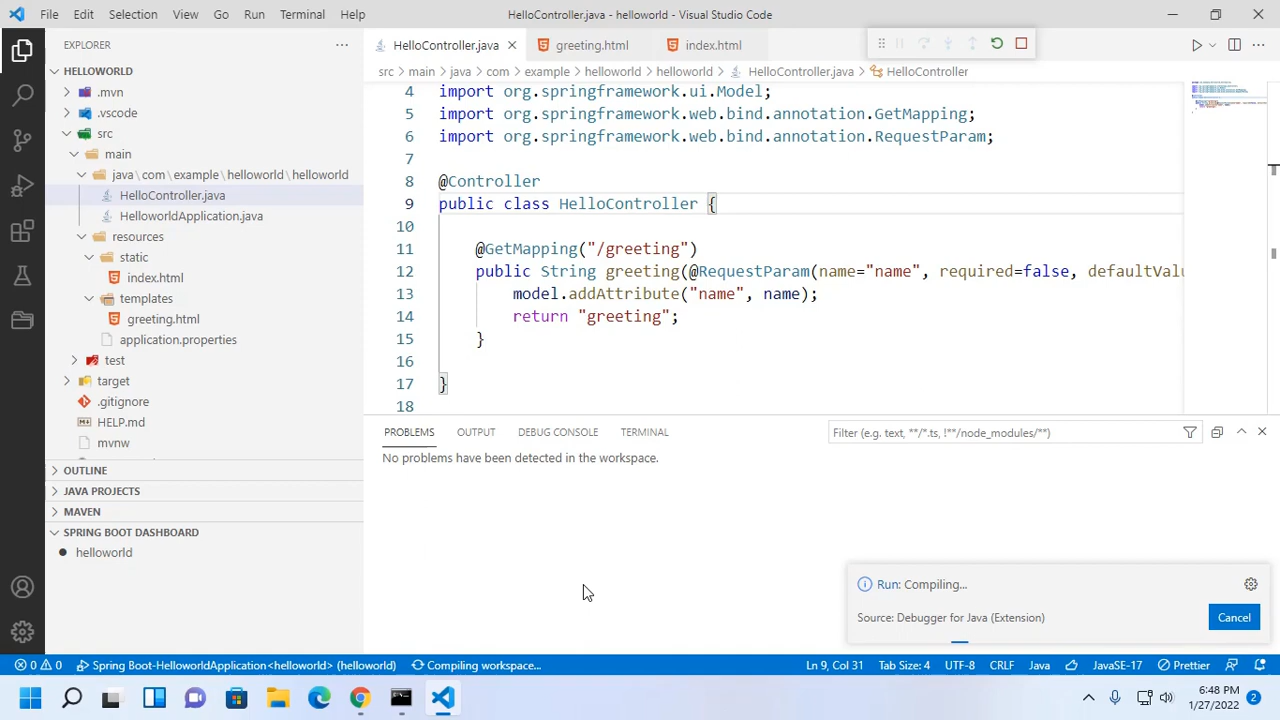 File Edit Selection View Go Run Terminal Help
HelloController.java - helloworld - Visual Studio Code
EXPLORER
HELLOWORLD
.mvn
.vscode
src
main
java\com\example\helloworld\helloworld
HelloController.java
HelloworldApplication.java
resources
static
index.html
templates
greeting.html
application.properties
test
target
.gitignore
HELP.md
mvnw
OUTLINE
JAVA PROJECTS
MAVEN
SPRING BOOT DASHBOARD
helloworld
HelloController.java greeting.html index.html
src > main > java > com > example > helloworld > helloworld > HelloController.java > HelloController
4 import org.springframework.ui.Model;
5 import org.springframework.web.bind.annotation.GetMapping;
6 import org.springframework.web.bind.annotation.RequestParam;
7
8 @Controller
9 public class HelloController {
10
11 @GetMapping("/greeting")
12 public String greeting(@RequestParam(name="name", required=false, defaultValu
13 model.addAttribute("name", name);
14 return "greeting";
15 }
16
17 }
18
PROBLEMS OUTPUT DEBUG CONSOLE TERMINAL
Filter (e.g. text, **/*.ts, !**/node_modules/**)
No problems have been detected in the workspace.
Run: Compiling...
Source: Debugger for Java (Extension)
Cancel
0 0 Spring Boot-HelloworldApplication<helloworld> (helloworld) Compiling workspace... Ln 9, Col 31 Tab Size: 4 UTF-8 CRLF Java JavaSE-17 Prettier
6:48 PM
1/27/2022
2